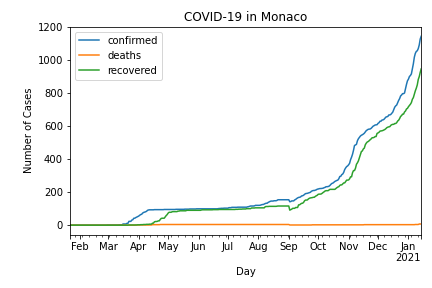 COVID-19 in Monaco
1200
1000
800
600
400
200
0
Number of Cases
confirmed
deaths
recovered
Feb Mar Apr May Jun Jul Aug Sep Oct Nov Dec Jan
2021
Day